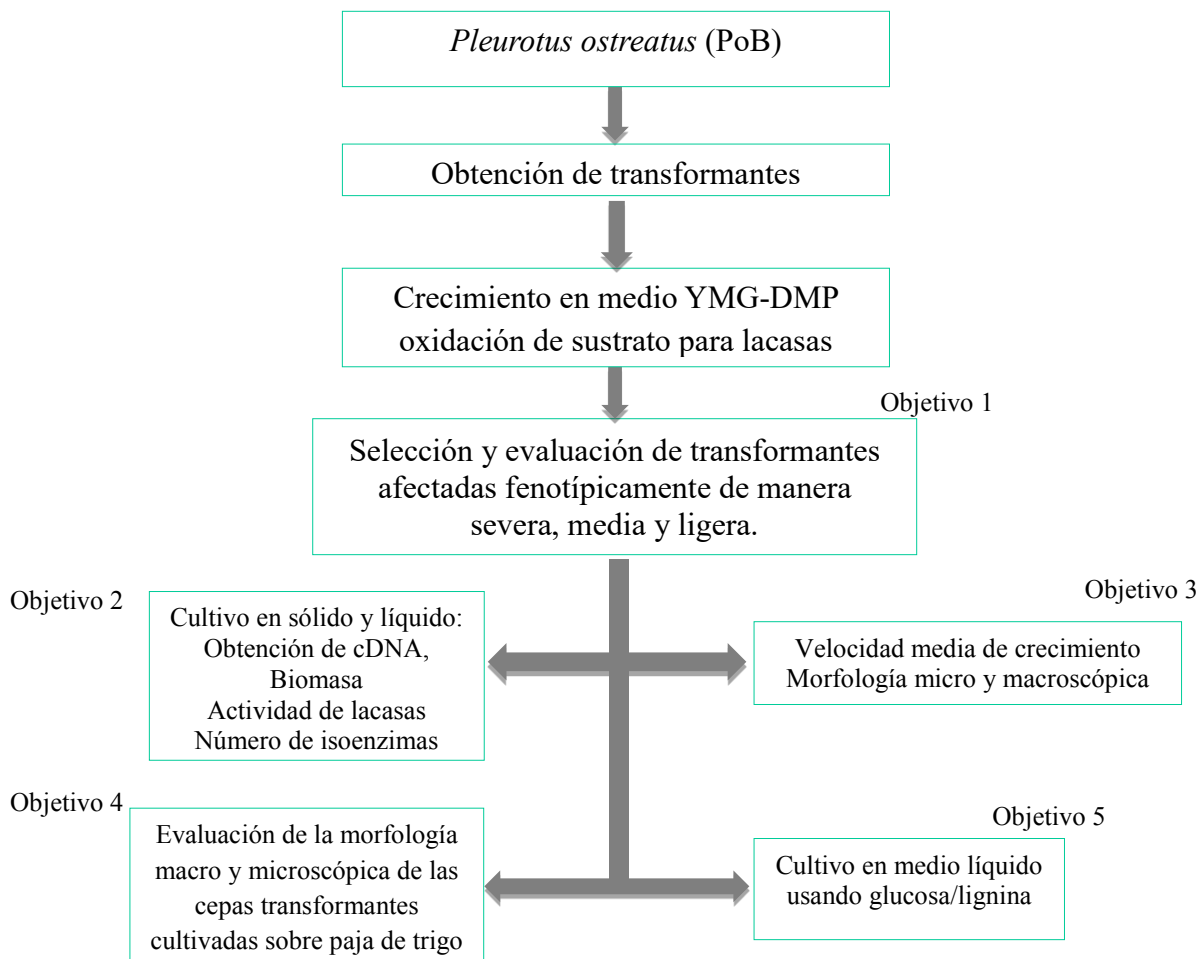 Pleurotus ostreatus (PoB)
Obtención de transformantes
Crecimiento en medio YMG-DMP
oxidación de sustrato para lacasas
Objetivo 1
Selección y evaluación de transformantes
afectadas fenotípicamente de manera
severa, media y ligera.
Objetivo 2
Cultivo en sólido y líquido:
Obtención de cDNA,
Biomasa
Actividad de lacasas
Número de isoenzimas
Objetivo 3
Velocidad media de crecimiento
Morfología micro y macroscópica
Objetivo 4
Evaluación de la morfología
macro y microscópica de las
cepas transformantes
cultivadas sobre paja de trigo
Objetivo 5
Cultivo en medio líquido
usando glucosa/lignina